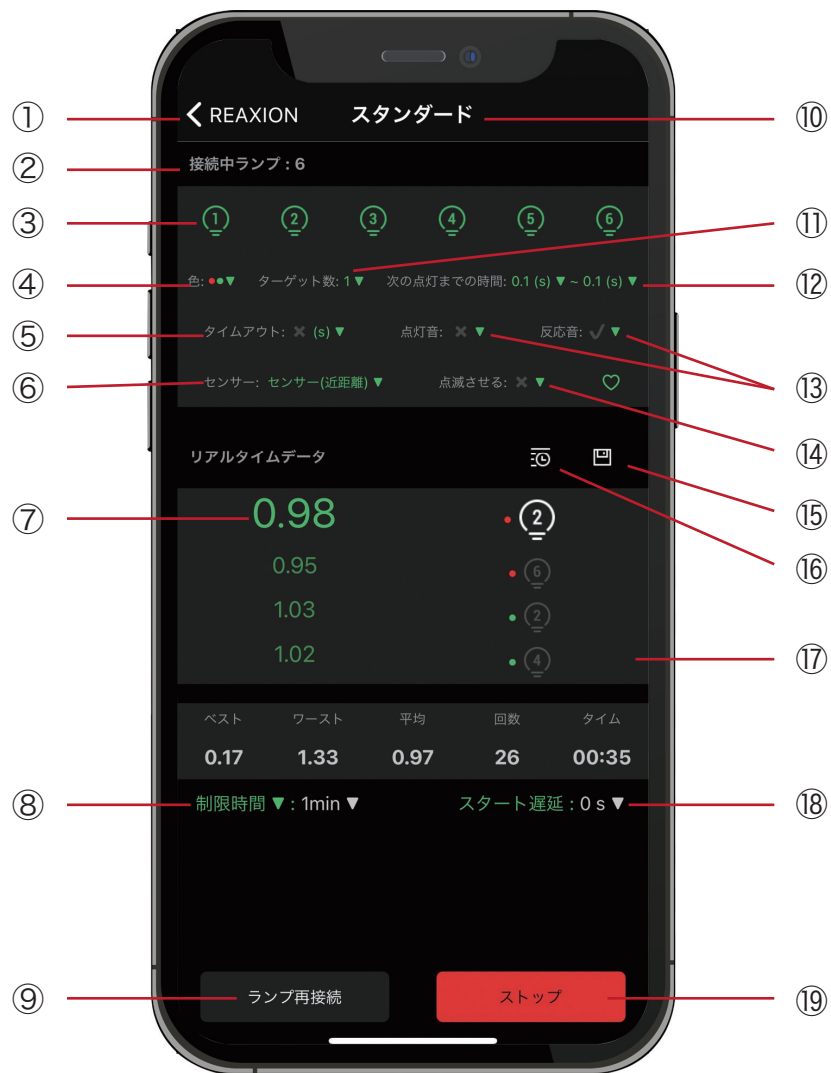 ① REAXION スタンダード ⑩
② 接続中ランプ : 6
③ 1 2 3 4 5 6 ⑪
④ 色: ▼ ターゲット数: 1 ▼ 次の点灯までの時間: 0.1 (s) ▼ ~ 0.1 (s) ▼ ⑫
⑤ タイムアウト: ✖ (s) ▼ 点灯音: ✖ ▼ 反応音: ✓ ▼
⑥ センサー: センサー(近距離) ▼ 点滅させる: ✖ ▼ ♡ ⑬
⑭
リアルタイムデータ
⑦ 0.98 2 ⑮
0.95 6 ⑯
1.03 2
1.02 4 ⑰
ベスト ワースト 平均 回数 タイム
0.17 1.33 0.97 26 00:35
⑧ 制限時間 ▼ : 1min ▼ スタート遅延 : 0 s ▼ ⑱
⑨ ランプ再接続 ストップ ⑲